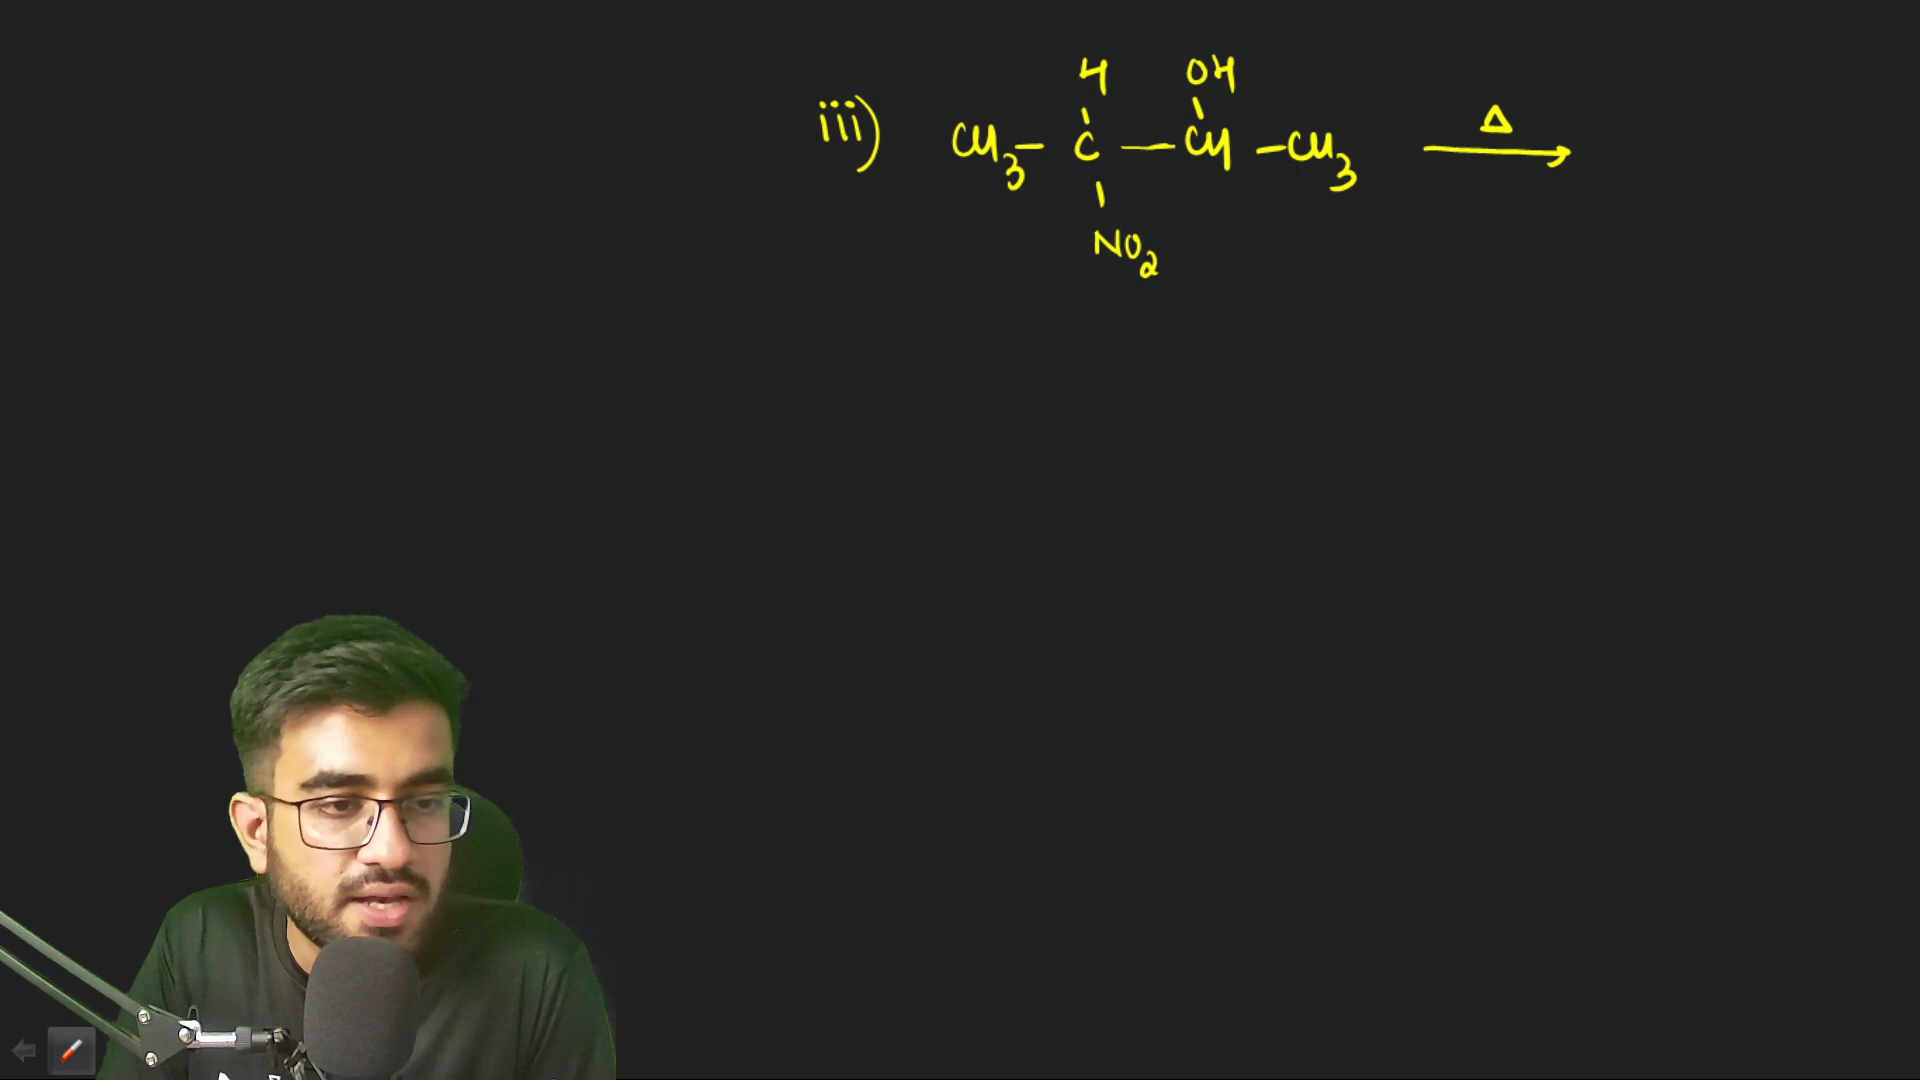 H OH
iii) CH3- C — CH -CH3 Δ →
NO2